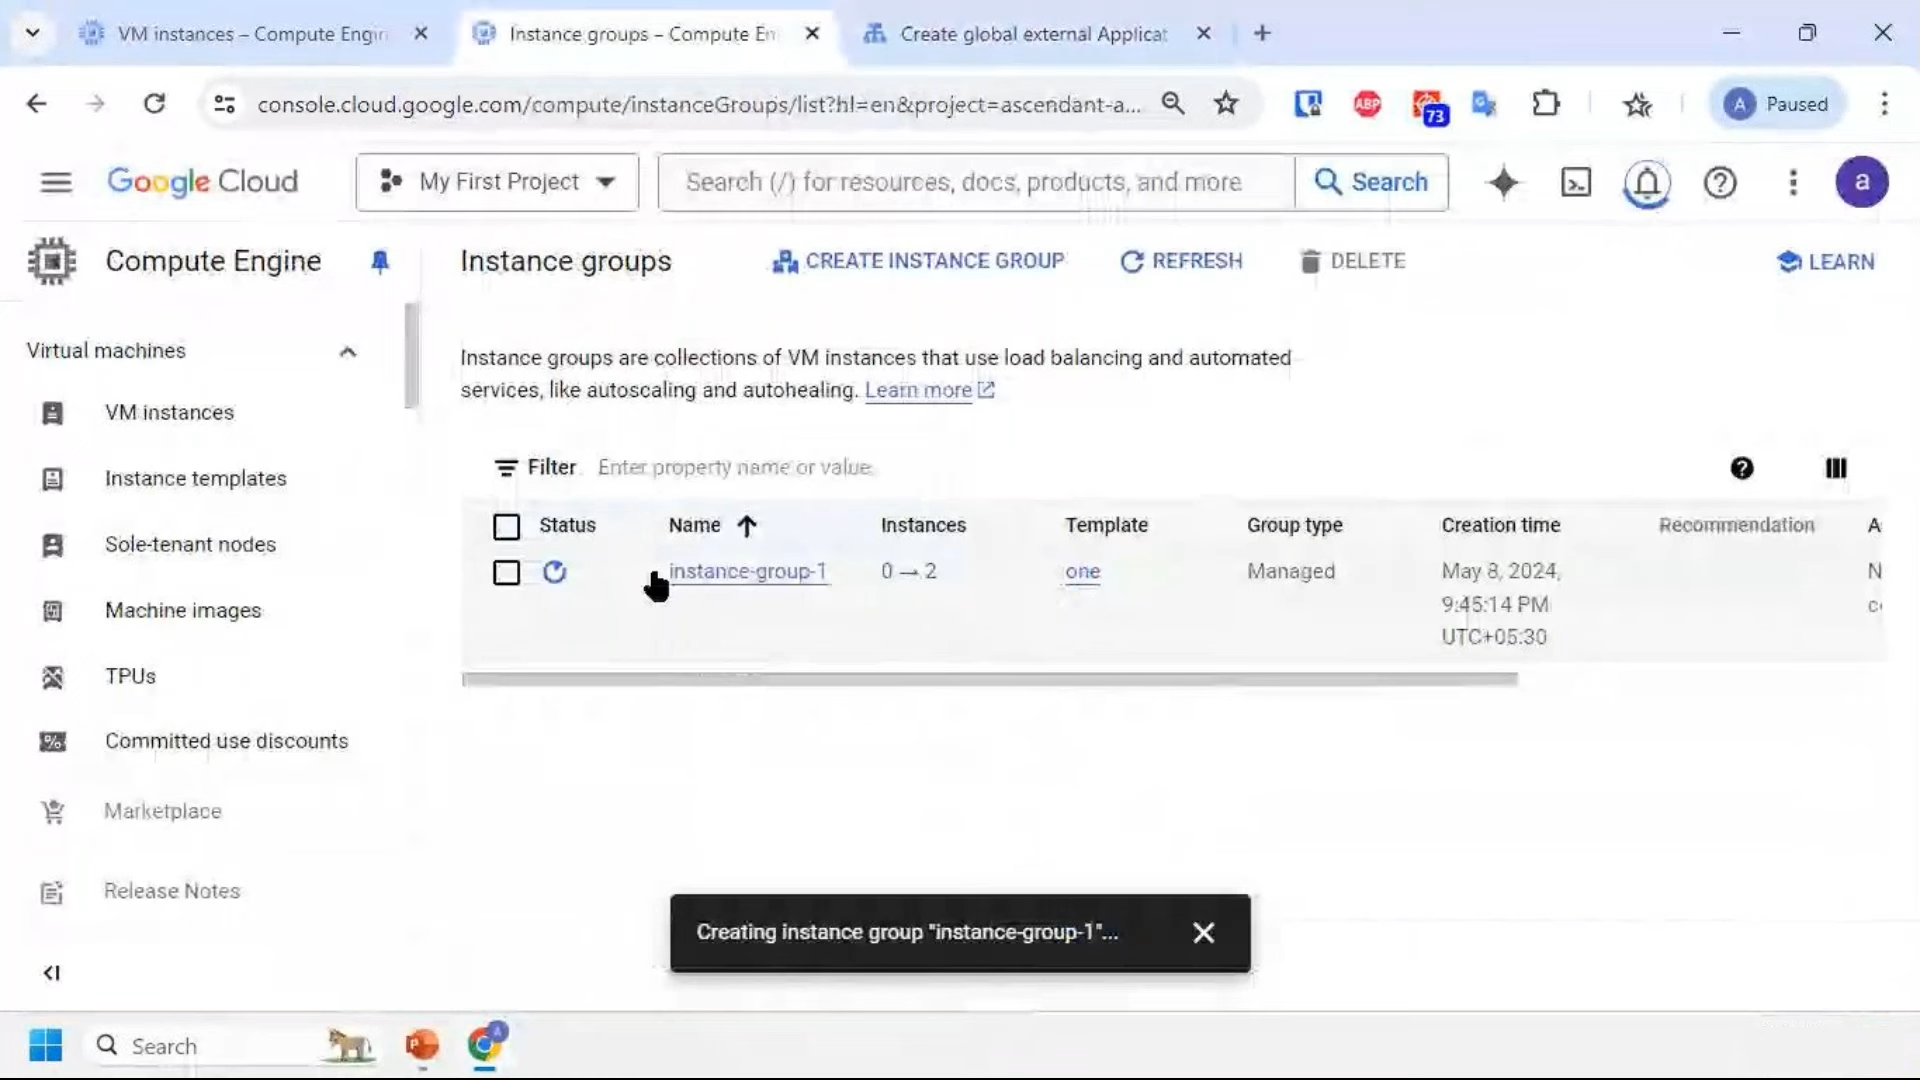 VM instances – Compute Engin
Instance groups – Compute En
Create global external Applicat
console.cloud.google.com/compute/instanceGroups/list?hl=en&project=ascendant-a...
ABP
73
A Paused
Google Cloud
My First Project
Search (/) for resources, docs, products, and more
Search
a
Compute Engine
Instance groups
CREATE INSTANCE GROUP
REFRESH
DELETE
LEARN
Virtual machines
VM instances
Instance templates
Sole-tenant nodes
Machine images
TPUs
Committed use discounts
Marketplace
Release Notes
Instance groups are collections of VM instances that use load balancing and automated
services, like autoscaling and autohealing. Learn more
Filter Enter property name or value
Status Name Instances Template Group type Creation time Recommendation A
instance-group-1 0 → 2 one Managed May 8, 2024, N
9:45:14 PM c
UTC+05:30
Creating instance group "instance-group-1"...
Search